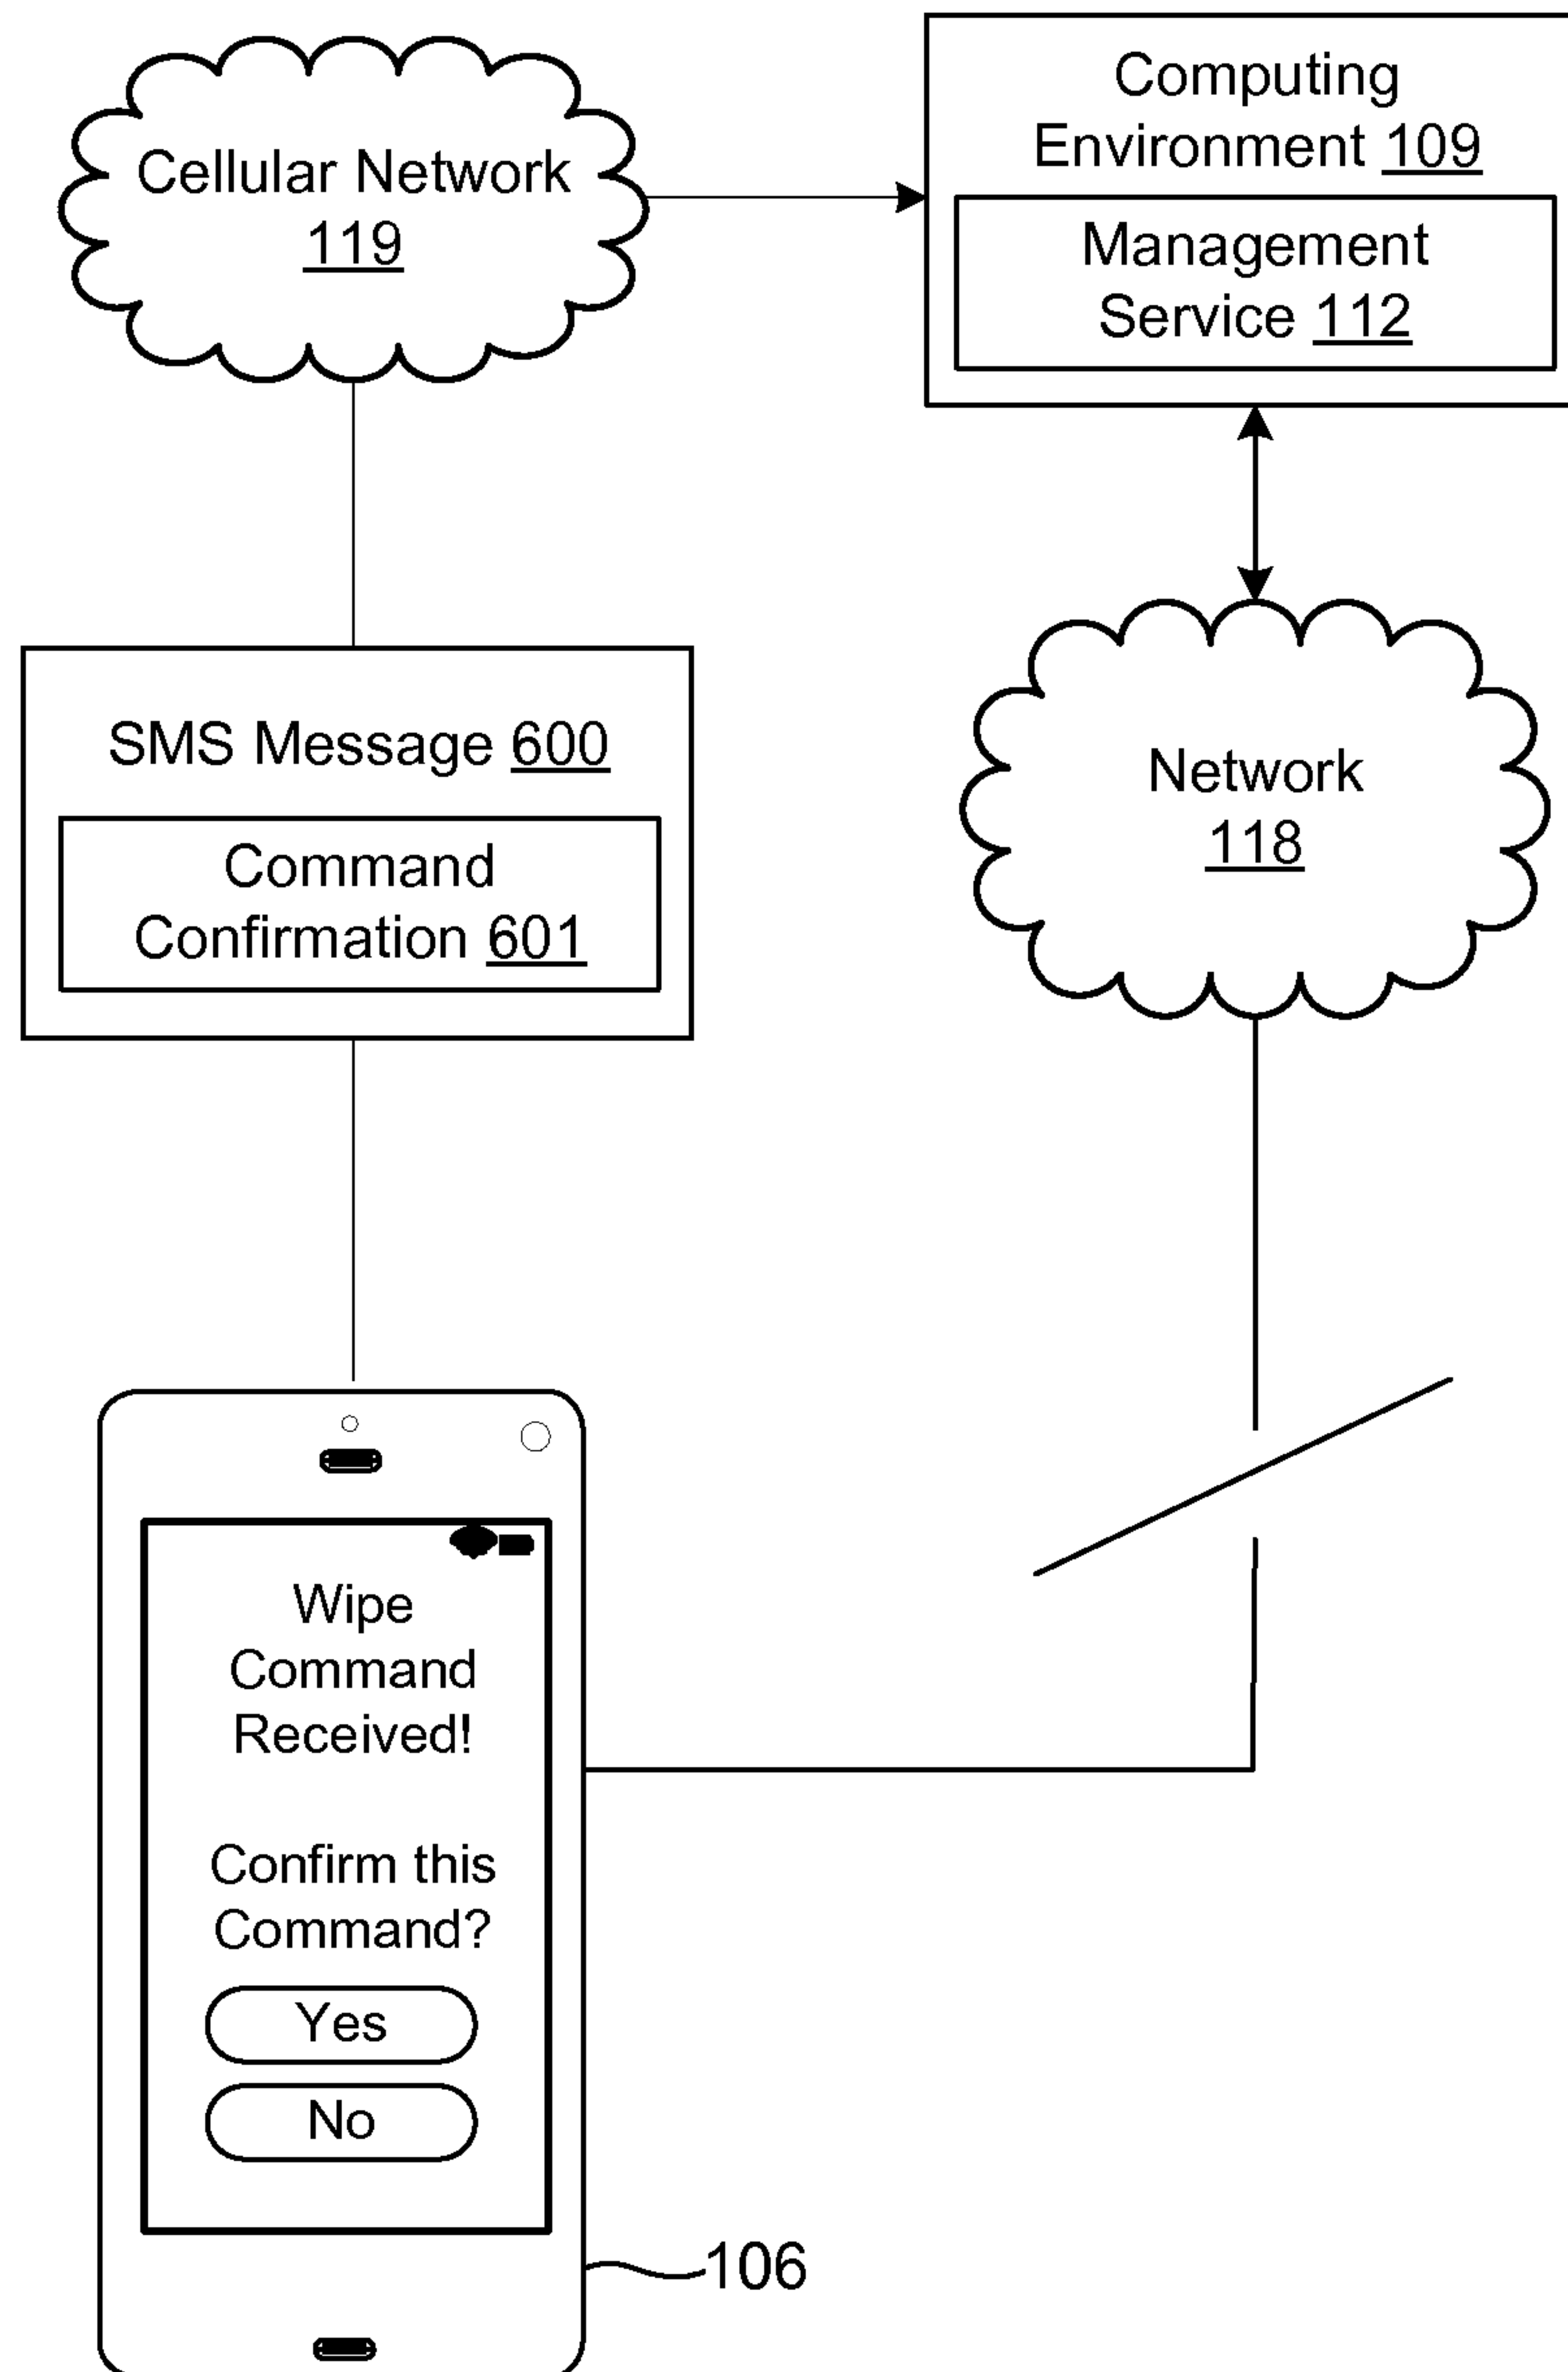 Cellular Network
119
Computing
Environment 109
Management
Service 112
SMS Message 600
Command
Confirmation 601
Network
118
Wipe
Command
Received!
Confirm this
Command?
Yes
No
106